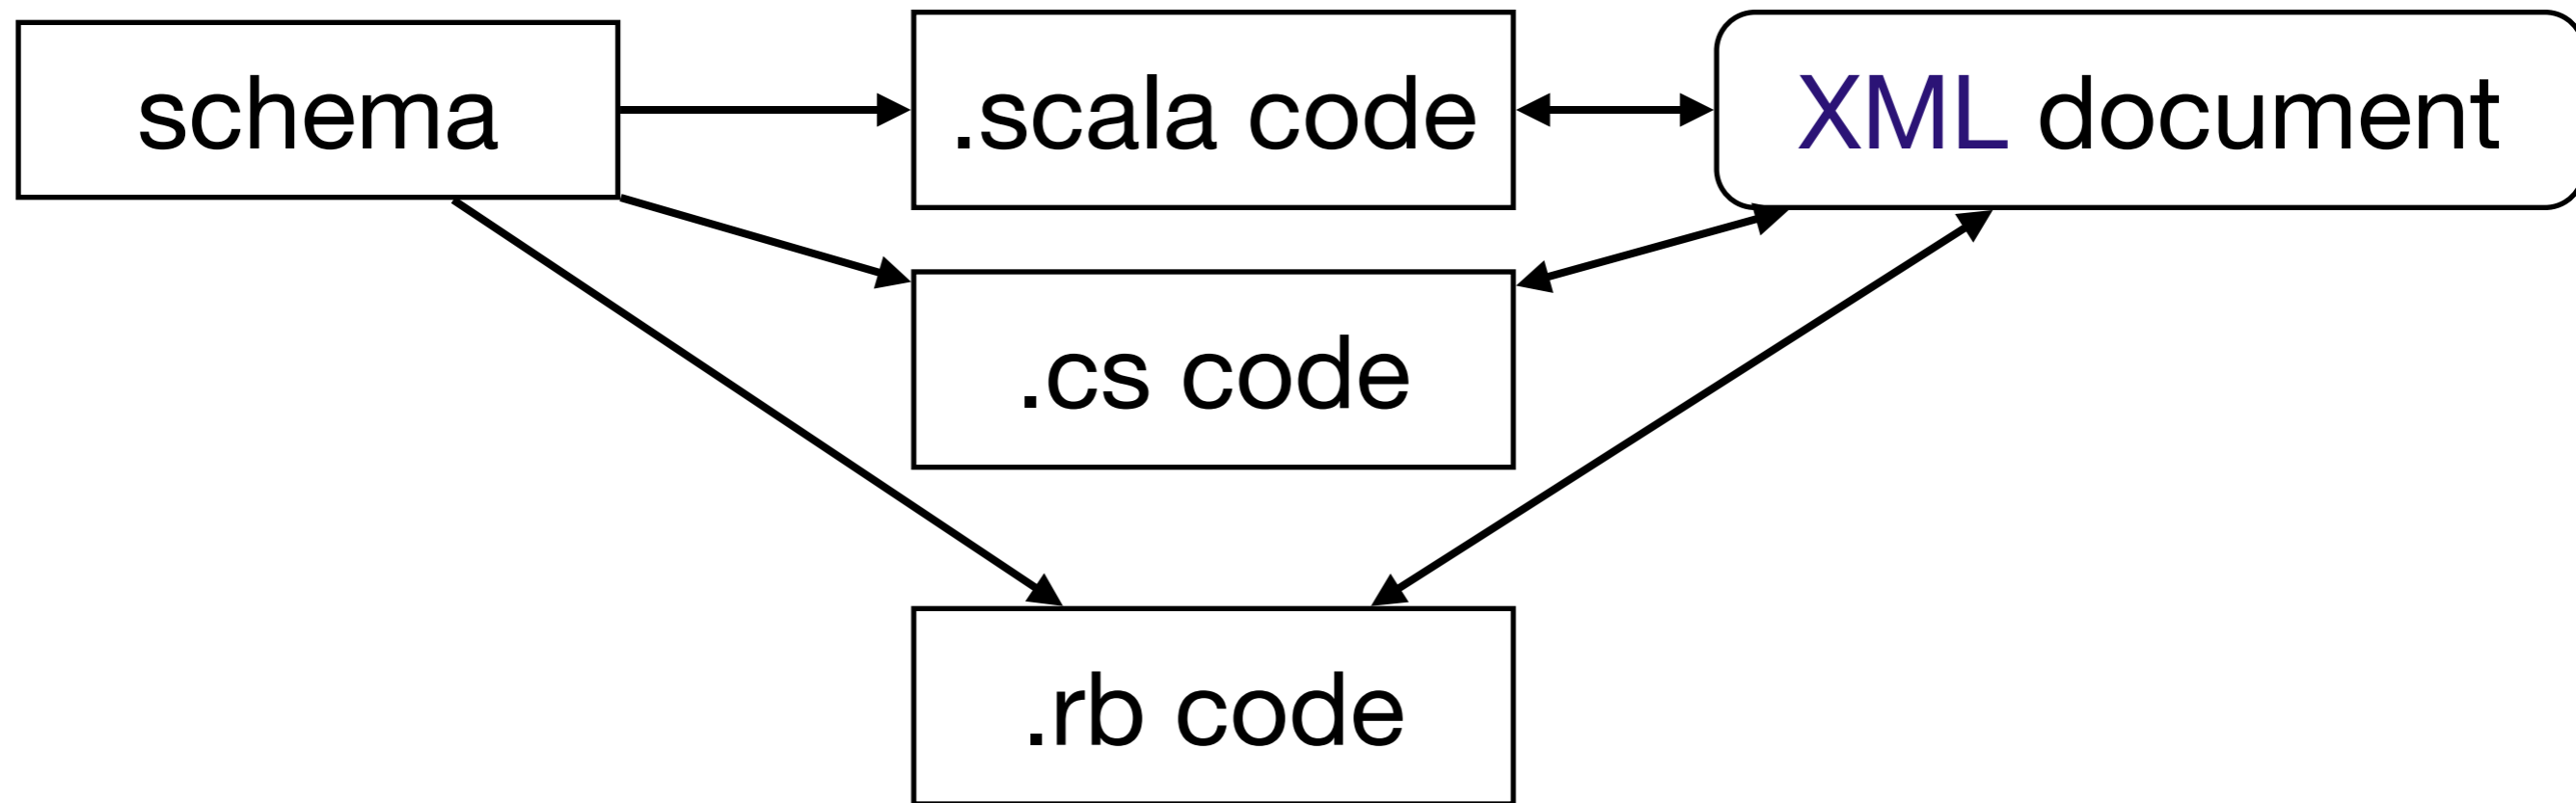 schema
.scala code
XML document
.cs code
.rb code